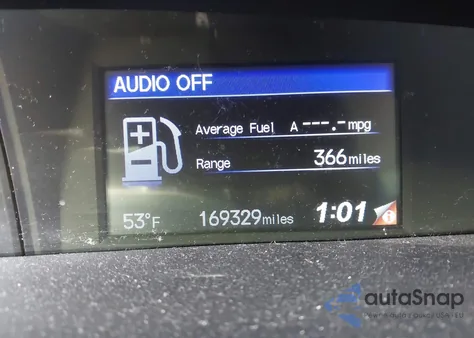 AUDIO OFF
Average Fuel A ---.- mpg
Range 366 miles
53°F 169329 miles 1:01 i
autoSnap